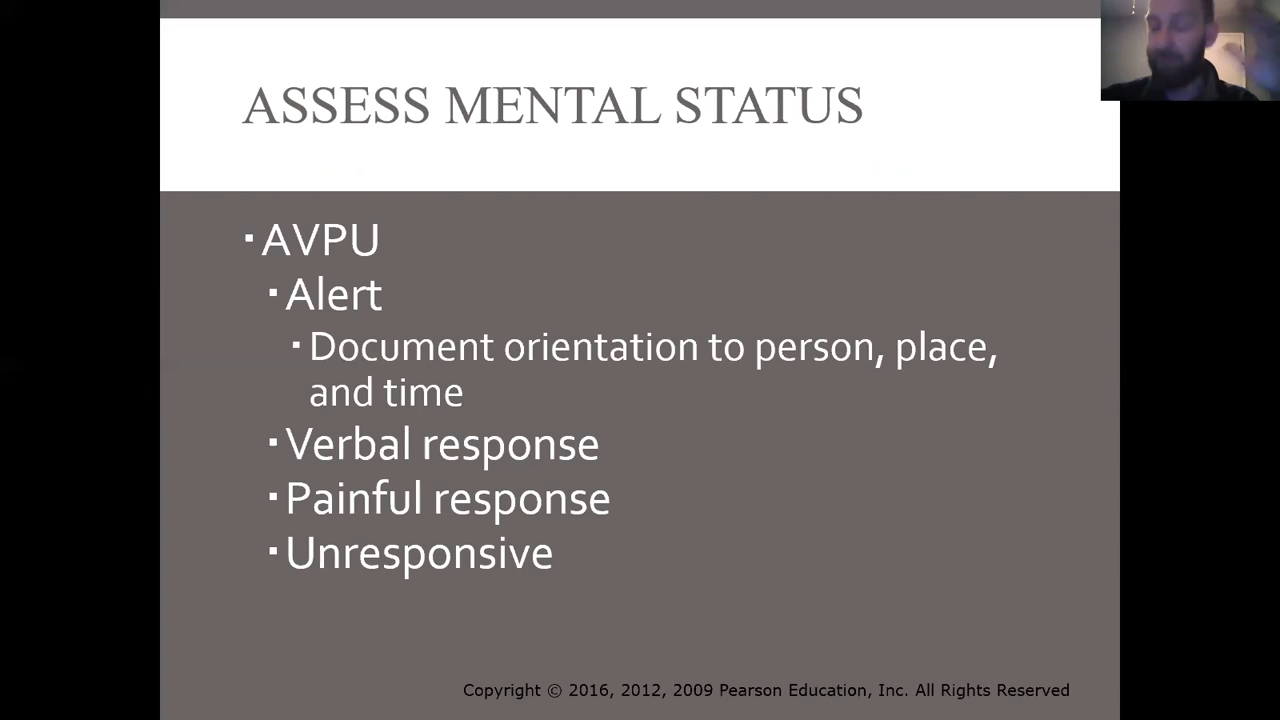 ASSESS MENTAL STATUS
▪ AVPU
▪ Alert
▪ Document orientation to person, place,
and time
▪ Verbal response
▪ Painful response
▪ Unresponsive
Copyright © 2016, 2012, 2009 Pearson Education, Inc. All Rights Reserved